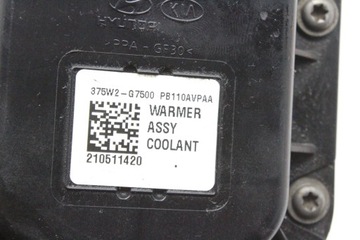 HYUNDAI KIA
>PPA-GF30<
375W2-G7500 PB110AVPAA
WARMER
ASSY
COOLANT
210511420